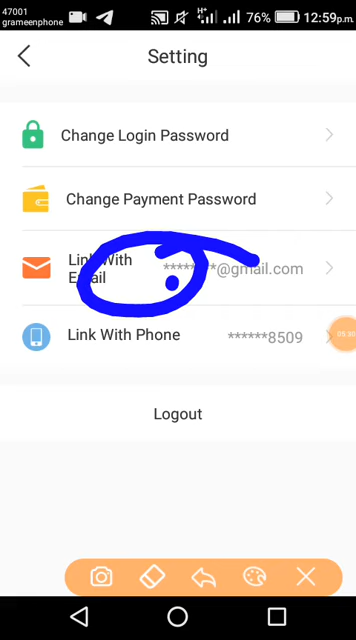 47001
grameenphone
H+
76%
12:59p.m.
Setting
Change Login Password
Change Payment Password
Link With
Email
********@gmail.com
Link With Phone
******8509
Logout